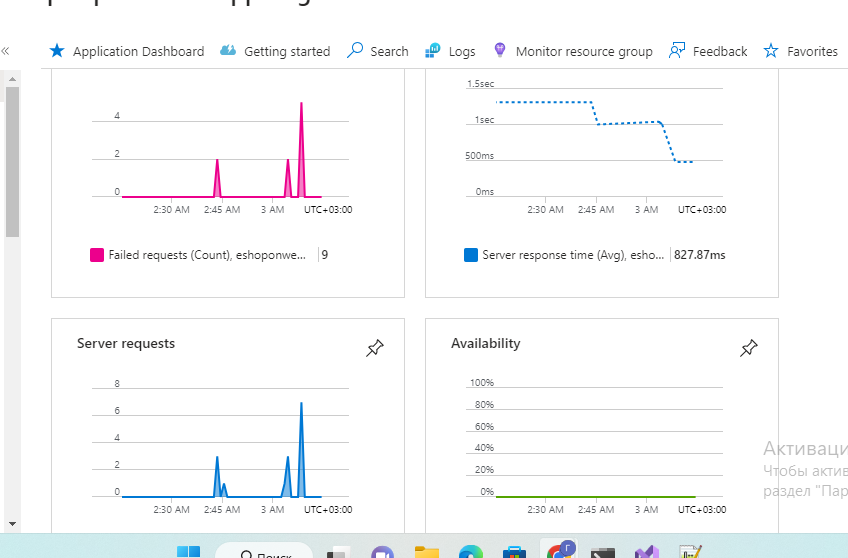 Application Dashboard Getting started Search Logs Monitor resource group Feedback Favorites
4
2
0
2:30 AM 2:45 AM 3 AM UTC+03:00
Failed requests (Count), eshoponwe... 9
1.5sec
1sec
500ms
0ms
2:30 AM 2:45 AM 3 AM UTC+03:00
Server response time (Avg), esho... 827.87ms
Server requests
8
6
4
2
0
2:30 AM 2:45 AM 3 AM UTC+03:00
Availability
100%
80%
60%
40%
20%
0%
2:30 AM 2:45 AM 3 AM UTC+03:00
Активаци
Чтобы актив
раздел "Пар
Поиск
Г